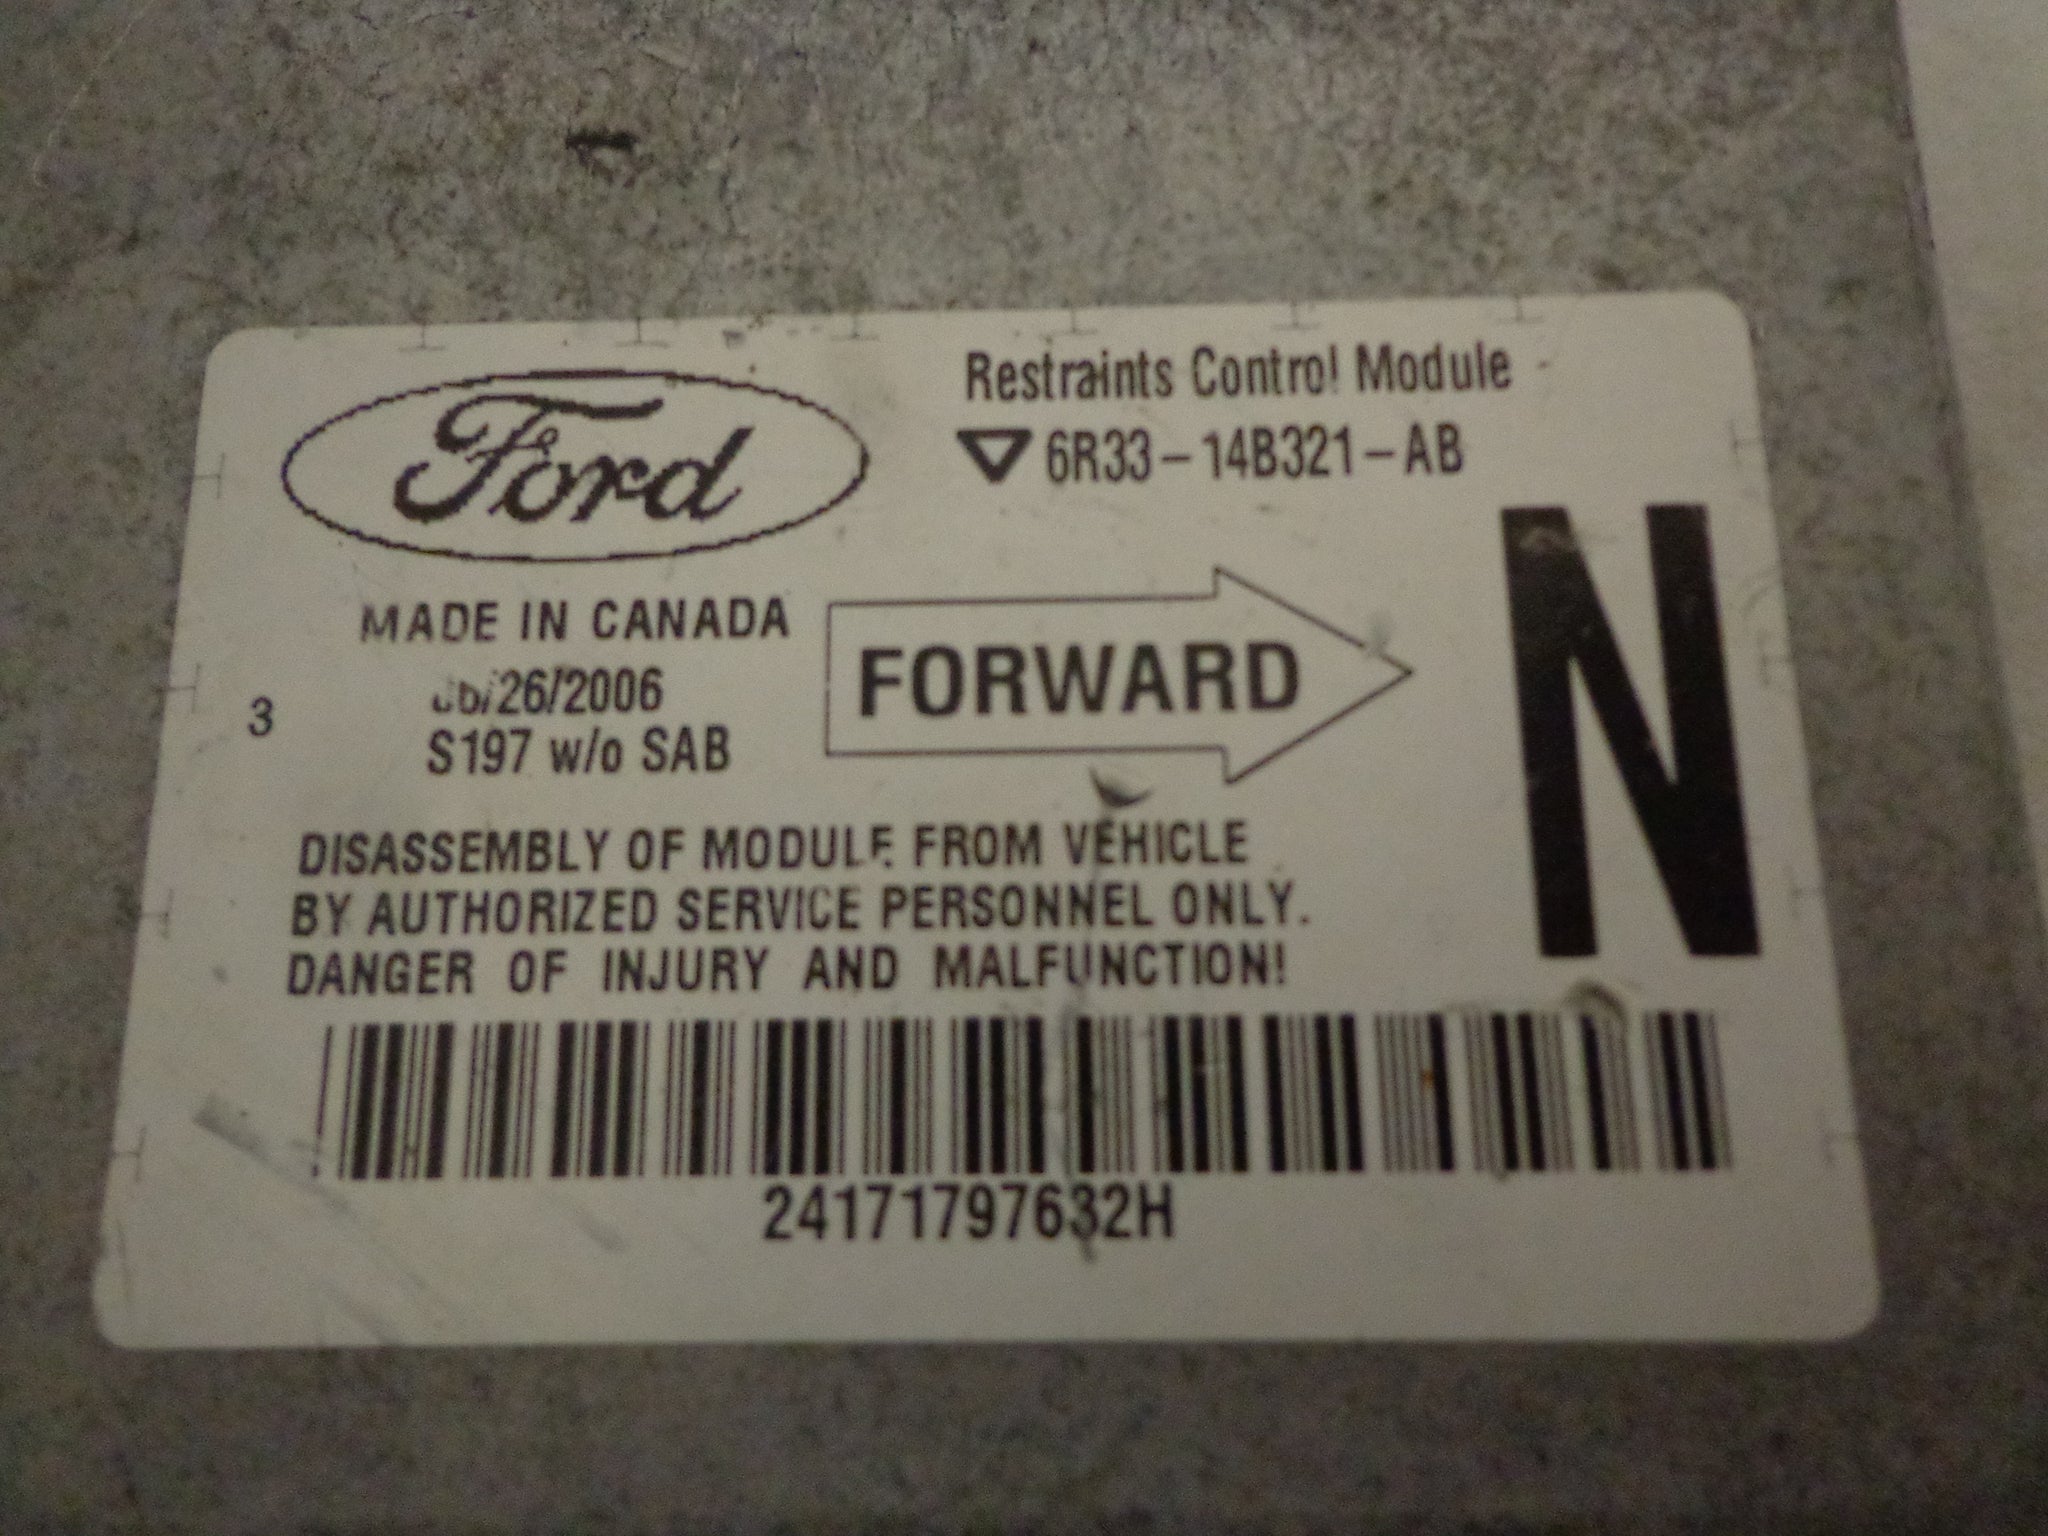 Ford
Restraints Control Module
6R33-14B321-AB
N
MADE IN CANADA
FORWARD
06/26/2006
3
S197 w/o SAB
DISASSEMBLY OF MODULE FROM VEHICLE
BY AUTHORIZED SERVICE PERSONNEL ONLY.
DANGER OF INJURY AND MALFUNCTION!
24171797632H